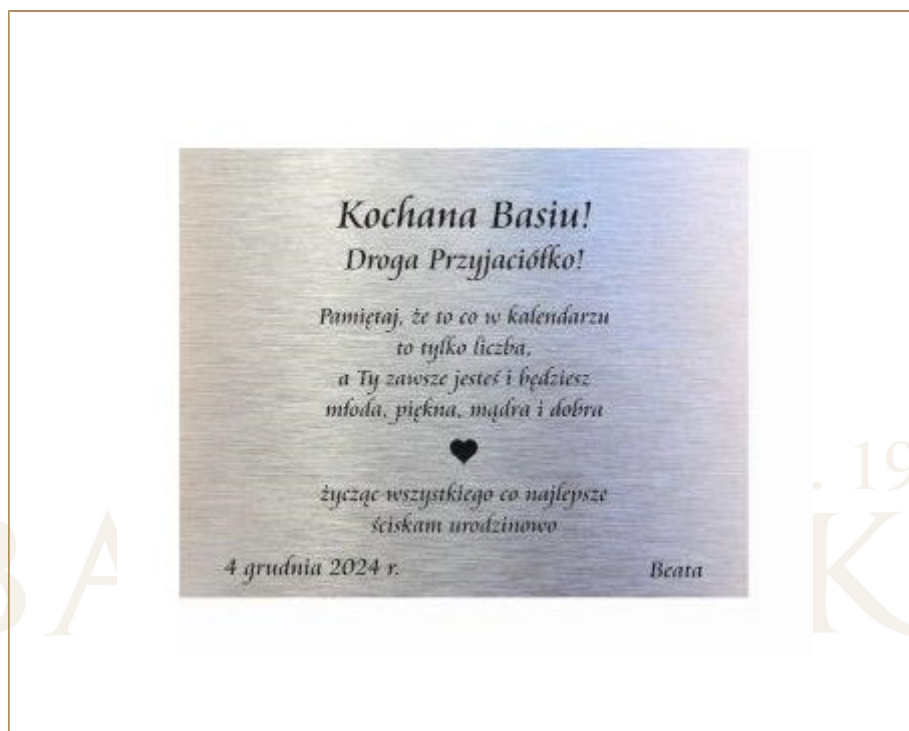 Kochana Basiu!
Droga Przyjaciółko!
Pamiętaj, że to co w kalendarzu
to tylko liczba,
a Ty zawsze jesteś i będziesz
młoda, piękna, mądra i dobra
życząc wszystkiego co najlepsze
ściskam urodzinowo
4 grudnia 2024 r.
Beata